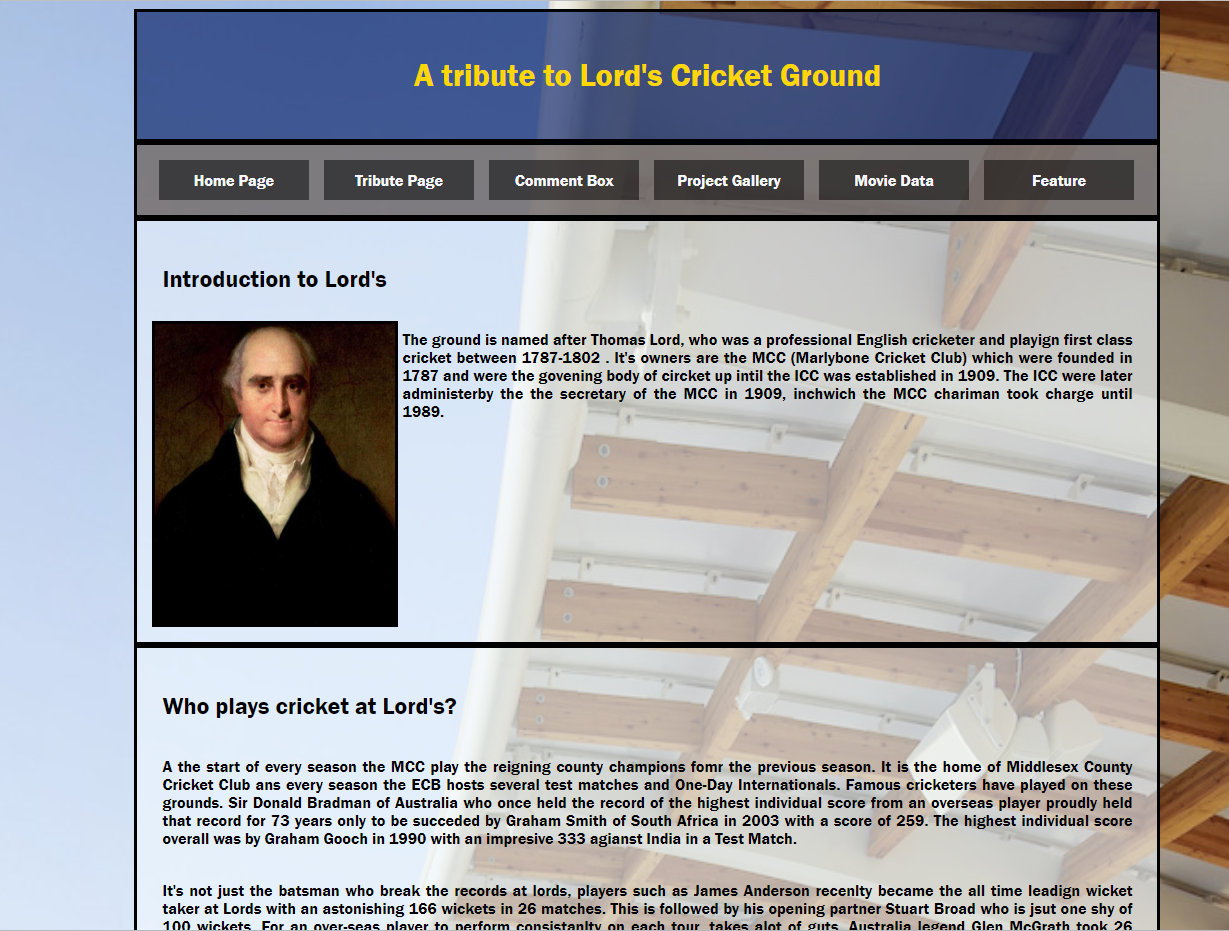 A tribute to Lord's Cricket Ground
Home Page
Tribute Page
Comment Box
Project Gallery
Movie Data
Feature
Introduction to Lord's
The ground is named after Thomas Lord, who was a professional English cricketer and playign first class
cricket between 1787-1802 . It's owners are the MCC (Marlybone Cricket Club) which were founded in
1787 and were the govening body of circket up intil the ICC was established in 1909. The ICC were later
administerby the the secretary of the MCC in 1909, inchwich the MCC chariman took charge until
1989.
Who plays cricket at Lord's?
A the start of every season the MCC play the reigning county champions fomr the previous season. It is the home of Middlesex County
Cricket Club ans every season the ECB hosts several test matches and One-Day Internationals. Famous cricketers have played on these
grounds. Sir Donald Bradman of Australia who once held the record of the highest individual score from an overseas player proudly held
that record for 73 years only to be succeded by Graham Smith of South Africa in 2003 with a score of 259. The highest individual score
overall was by Graham Gooch in 1990 with an impresive 333 agianst India in a Test Match.
It's not just the batsman who break the records at lords, players such as James Anderson recenlty became the all time leadign wicket
taker at Lords with an astonishing 166 wickets in 26 matches. This is followed by his opening partner Stuart Broad who is jsut one shy of
100 wickets. For an over-seas player to perform consistanlty on each tour, takes alot of guts. Australia legend Glen McGrath took 26